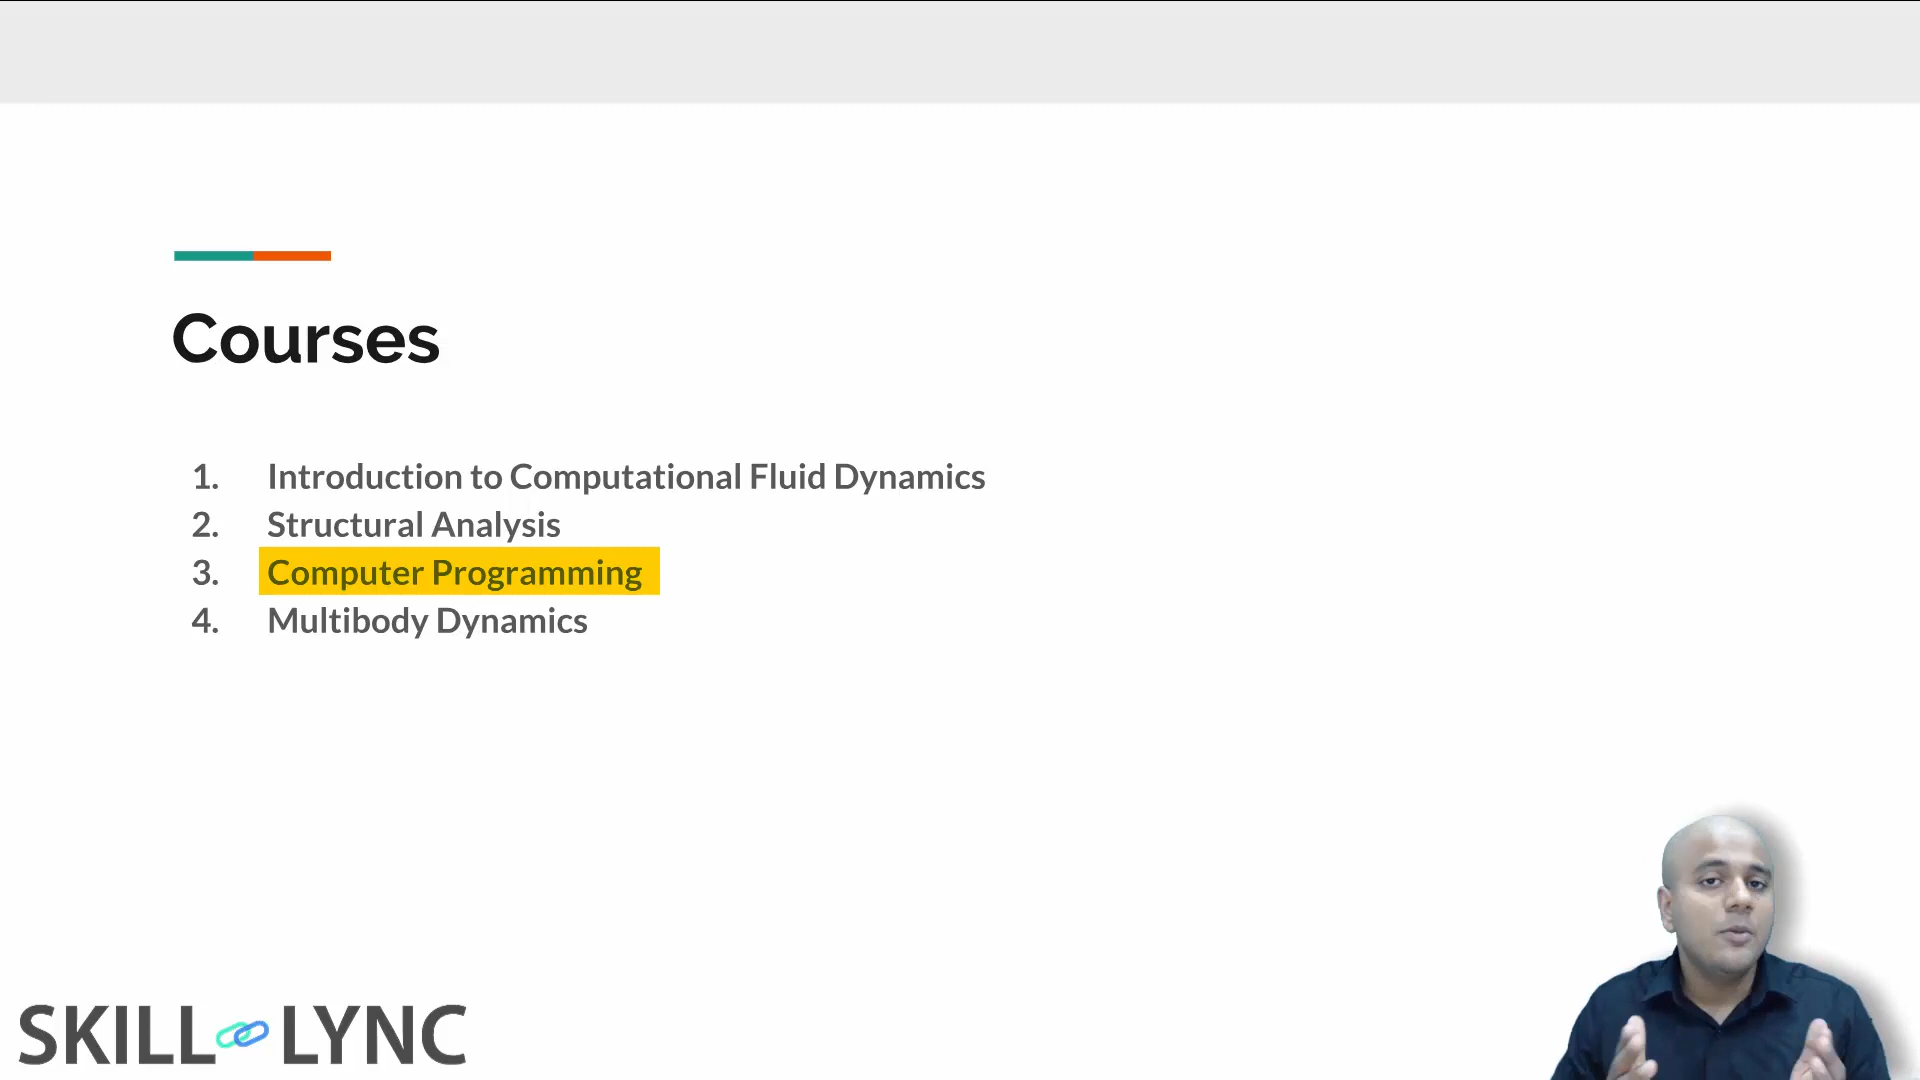 Courses
1. Introduction to Computational Fluid Dynamics
2. Structural Analysis
3. Computer Programming
4. Multibody Dynamics
SKILL LYNC